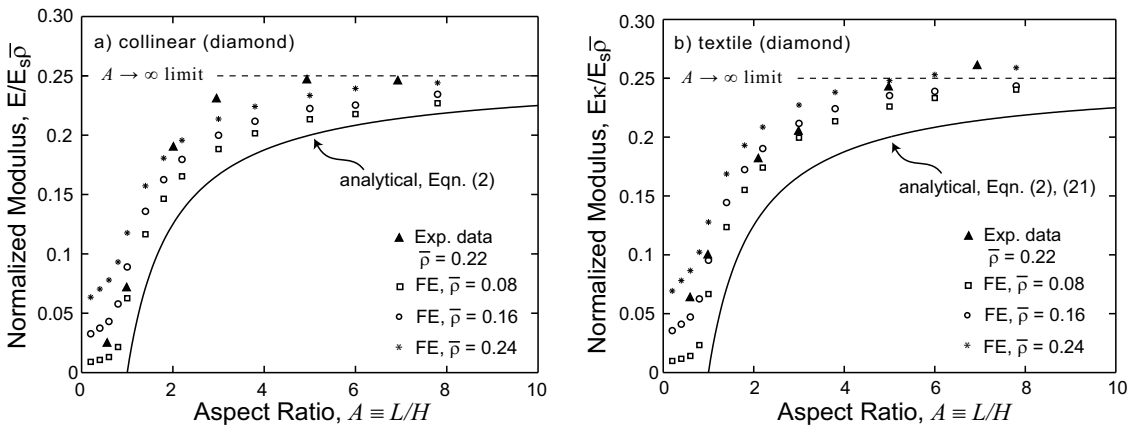 Normalized Modulus, E/Eₛρ̅
0.30
0.25
0.20
0.15
0.1
0.05
0
a) collinear (diamond)
A → ∞ limit
analytical, Eqn. (2)
Exp. data
ρ̅ = 0.22
FE, ρ̅ = 0.08
FE, ρ̅ = 0.16
FE, ρ̅ = 0.24
0 2 4 6 8 10
Aspect Ratio, A ≡ L/H
Normalized Modulus, Eκ/Eₛρ̅
0.30
0.25
0.20
0.15
0.1
0.05
0
b) textile (diamond)
A → ∞ limit
analytical, Eqn. (2), (21)
Exp. data
ρ̅ = 0.22
FE, ρ̅ = 0.08
FE, ρ̅ = 0.16
FE, ρ̅ = 0.24
0 2 4 6 8 10
Aspect Ratio, A ≡ L/H